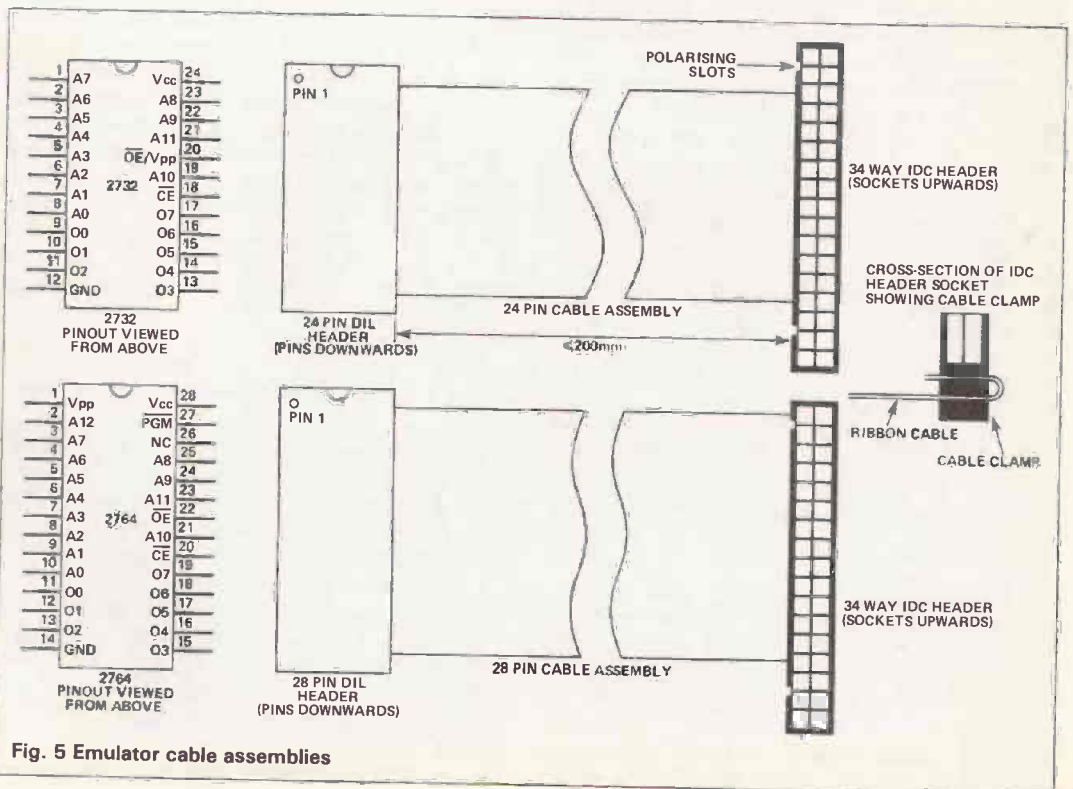 1
A7
Vcc
24
2
A6
A8
23
3
A5
A9
22
4
A4
A11
21
5
A3
OE/Vpp
20
6
A2
2732
A10
19
7
A1
CE
18
8
A0
O7
17
9
O0
O6
16
10
O1
O5
15
11
O2
O4
14
12
GND
O3
13
2732
PINOUT VIEWED
FROM ABOVE
PIN 1
24 PIN DIL
HEADER
(PINS DOWNWARDS)
24 PIN CABLE ASSEMBLY
⩽200mm
POLARISING
SLOTS
34 WAY IDC HEADER
(SOCKETS UPWARDS)
CROSS-SECTION OF IDC
HEADER SOCKET
SHOWING CABLE CLAMP
RIBBON CABLE
CABLE CLAMP
1
Vpp
Vcc
28
2
A12
PGM
27
3
A7
NC
26
4
A6
A8
25
5
A5
A9
24
6
A4
A11
23
7
A3
2764
OE
22
8
A2
A10
21
9
A1
CE
20
10
A0
O7
19
11
O0
O6
18
12
O1
O5
17
13
O2
O4
16
14
GND
O3
15
2764
PINOUT VIEWED
FROM ABOVE
PIN 1
28 PIN DIL
HEADER
(PINS DOWNWARDS)
28 PIN CABLE ASSEMBLY
34 WAY IDC HEADER
(SOCKETS UPWARDS)
Fig. 5 Emulator cable assemblies